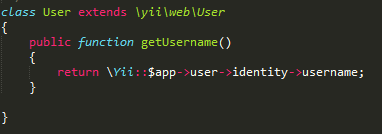 class User extends \yii\web\User
{
    public function getUsername()
    {
        return \Yii::$app->user->identity->username;
    }

}